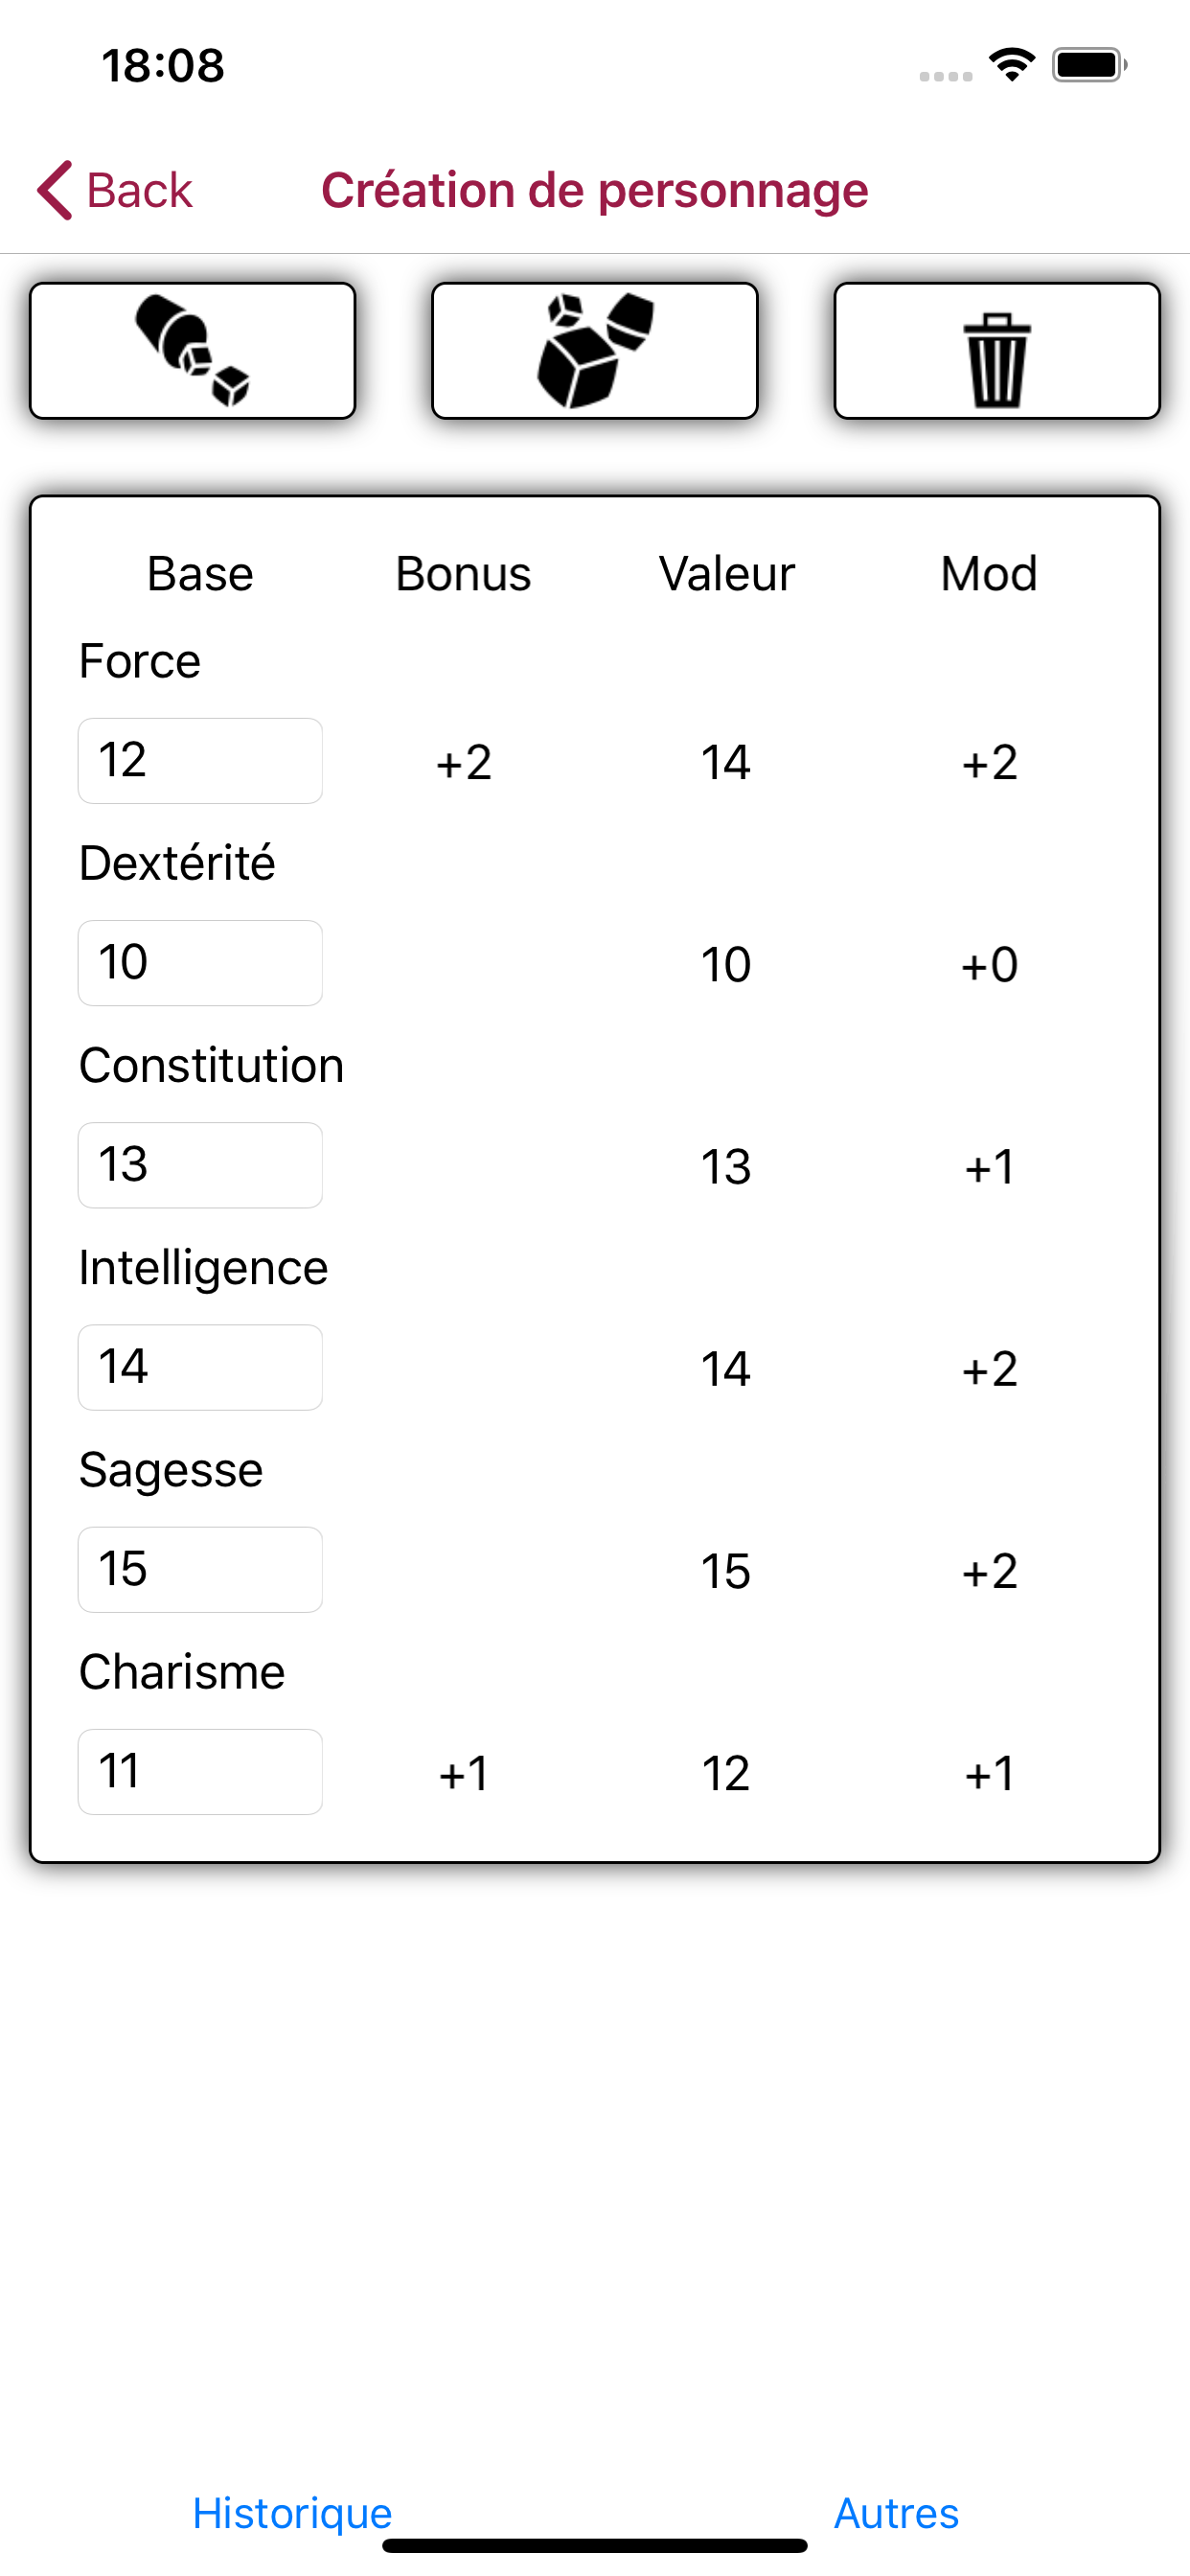 18:08
Back Création de personnage
Base Bonus Valeur Mod
Force
12 +2 14 +2
Dextérité
10 10 +0
Constitution
13 13 +1
Intelligence
14 14 +2
Sagesse
15 15 +2
Charisme
11 +1 12 +1
Historique Autres